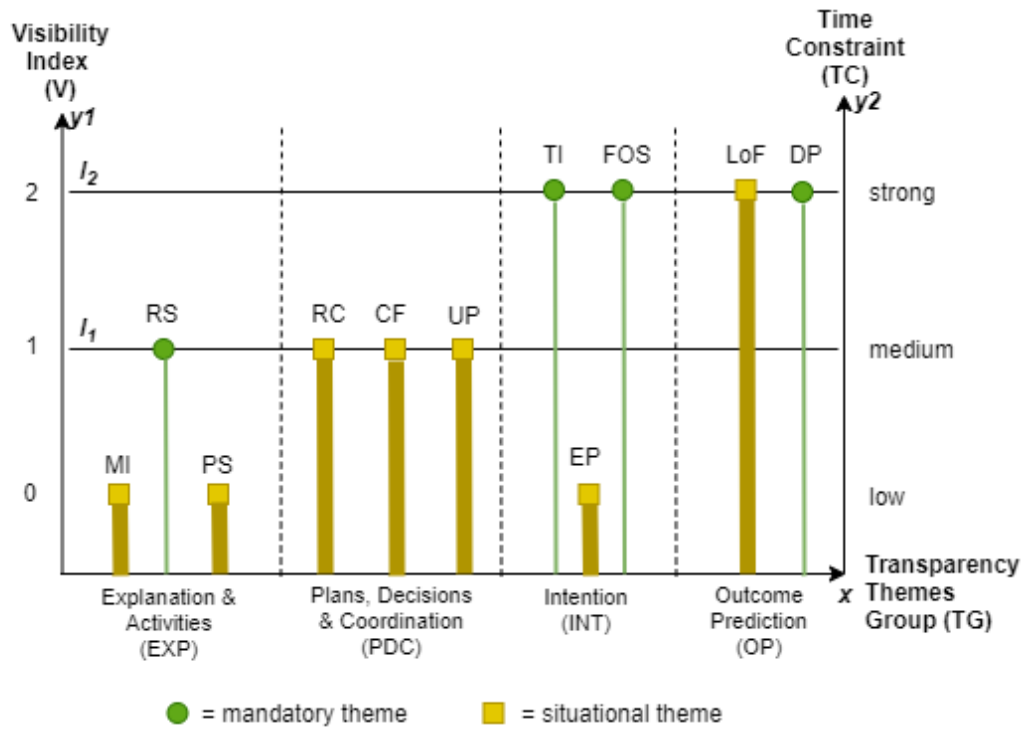 Visibility
Index
(V)
y1
Time
Constraint
(TC)
y2
l2
TI
FOS
LoF
DP
2
strong
RS
l1
RC
CF
UP
1
medium
MI
PS
EP
0
low
Explanation &
Activities
(EXP)
Plans, Decisions
& Coordination
(PDC)
Intention
(INT)
Outcome
Prediction
(OP)
x
Transparency
Themes
Group (TG)
= mandatory theme
= situational theme